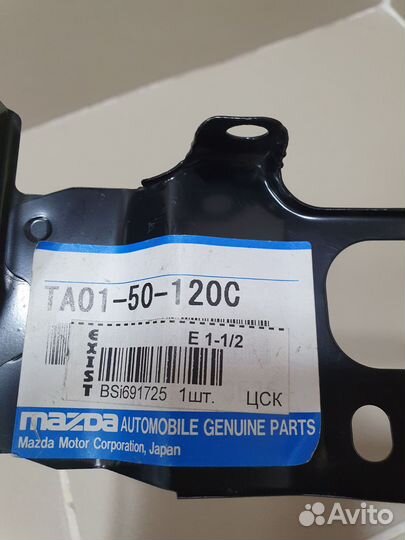 TA01-50-120C
EXIST
E 1-1/2
BSi691725 1шт. ЦСК
mazda AUTOMOBILE GENUINE PARTS
Mazda Motor Corporation, Japan
Avito